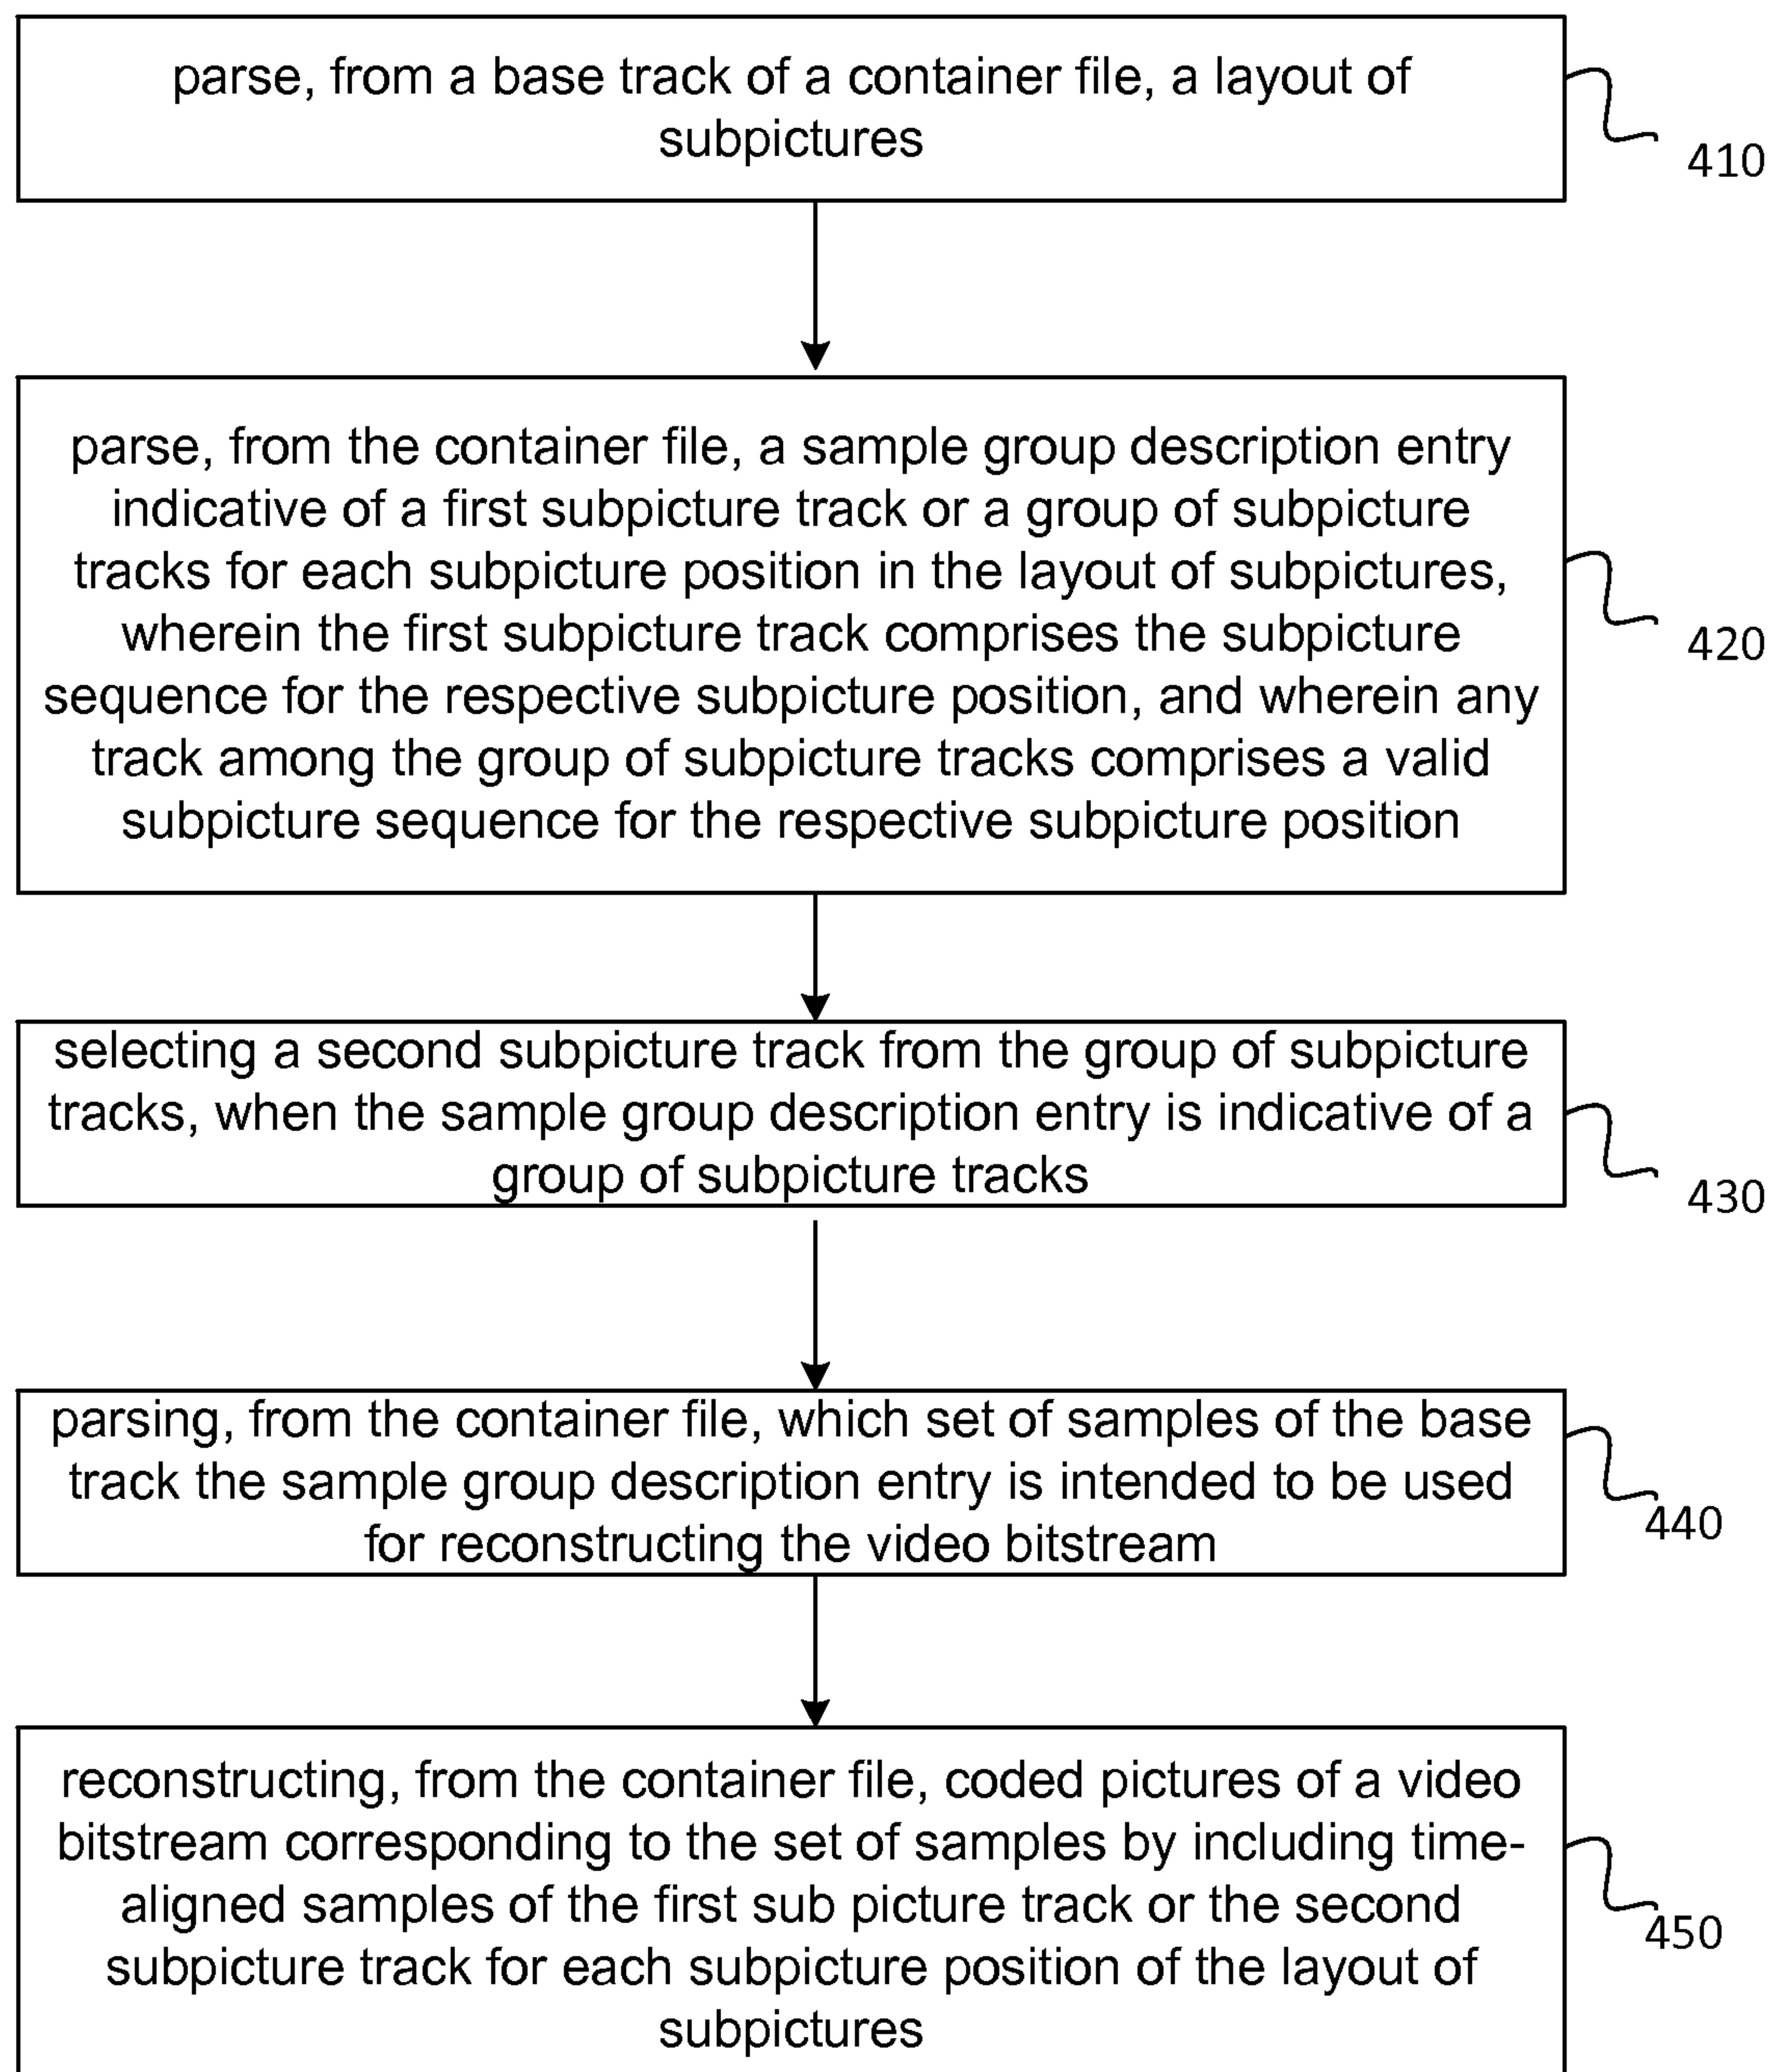 parse, from a base track of a container file, a layout of
subpictures
410
parse, from the container file, a sample group description entry
indicative of a first subpicture track or a group of subpicture
tracks for each subpicture position in the layout of subpictures,
wherein the first subpicture track comprises the subpicture
sequence for the respective subpicture position, and wherein any
track among the group of subpicture tracks comprises a valid
subpicture sequence for the respective subpicture position
420
selecting a second subpicture track from the group of subpicture
tracks, when the sample group description entry is indicative of a
group of subpicture tracks
430
parsing, from the container file, which set of samples of the base
track the sample group description entry is intended to be used
for reconstructing the video bitstream
440
reconstructing, from the container file, coded pictures of a video
bitstream corresponding to the set of samples by including time-
aligned samples of the first sub picture track or the second
subpicture track for each subpicture position of the layout of
subpictures
450